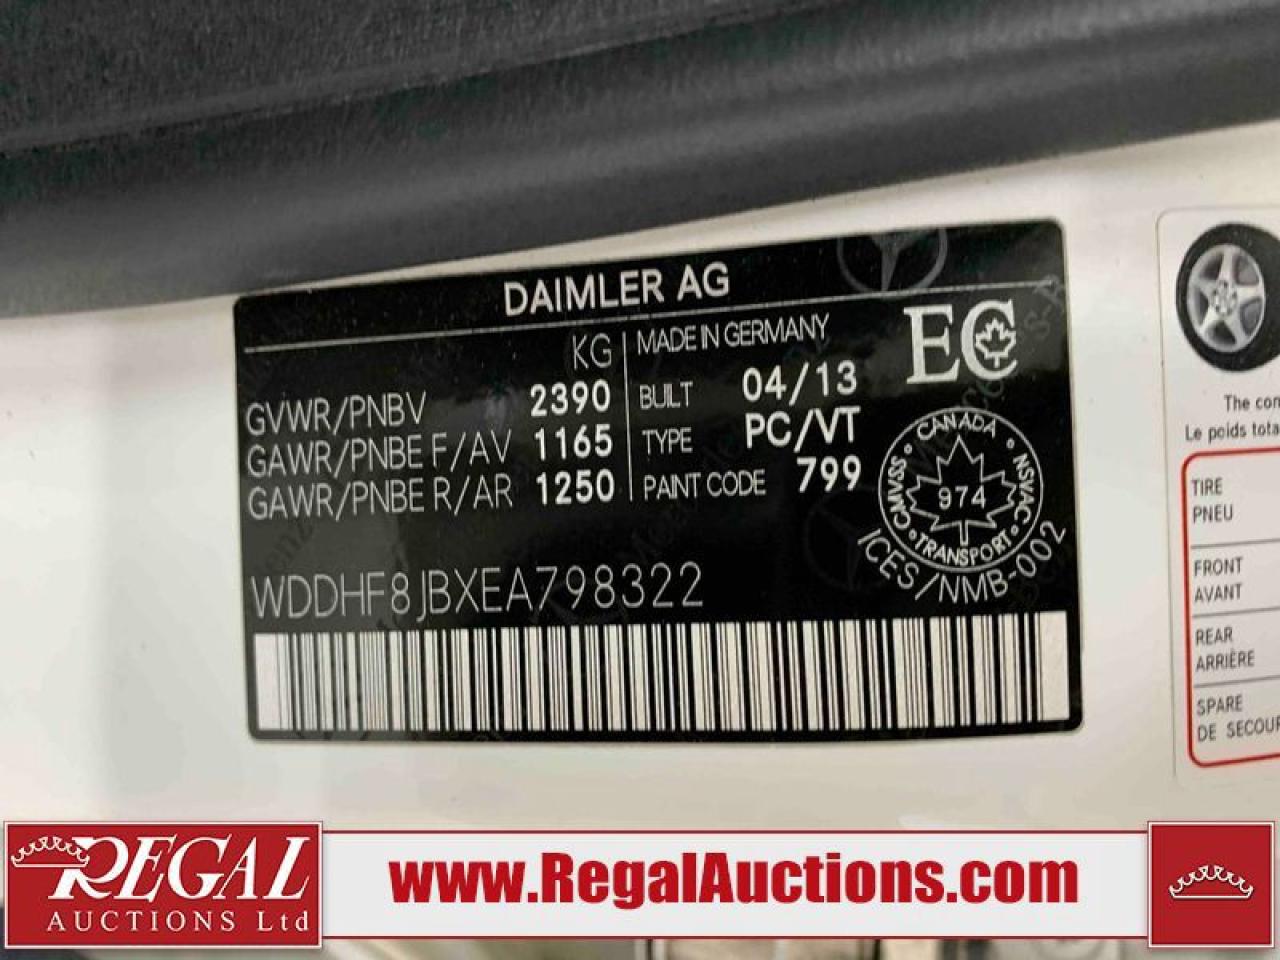 DAIMLER AG
KG
GVWR/PNBV 2390
GAWR/PNBE F/AV 1165
GAWR/PNBE R/AR 1250
MADE IN GERMANY
BUILT 04/13
TYPE PC/VT
PAINT CODE 799
EC
CANADA
CMVSS NSVAC
974
TRANSPORT
ICES/NMB-002
WDDHF8JBXEA798322
The con
Le poids tota
TIRE
PNEU
FRONT
AVANT
REAR
ARRIÈRE
SPARE
DE SECOUR
REGAL
AUCTIONS Ltd
www.RegalAuctions.com